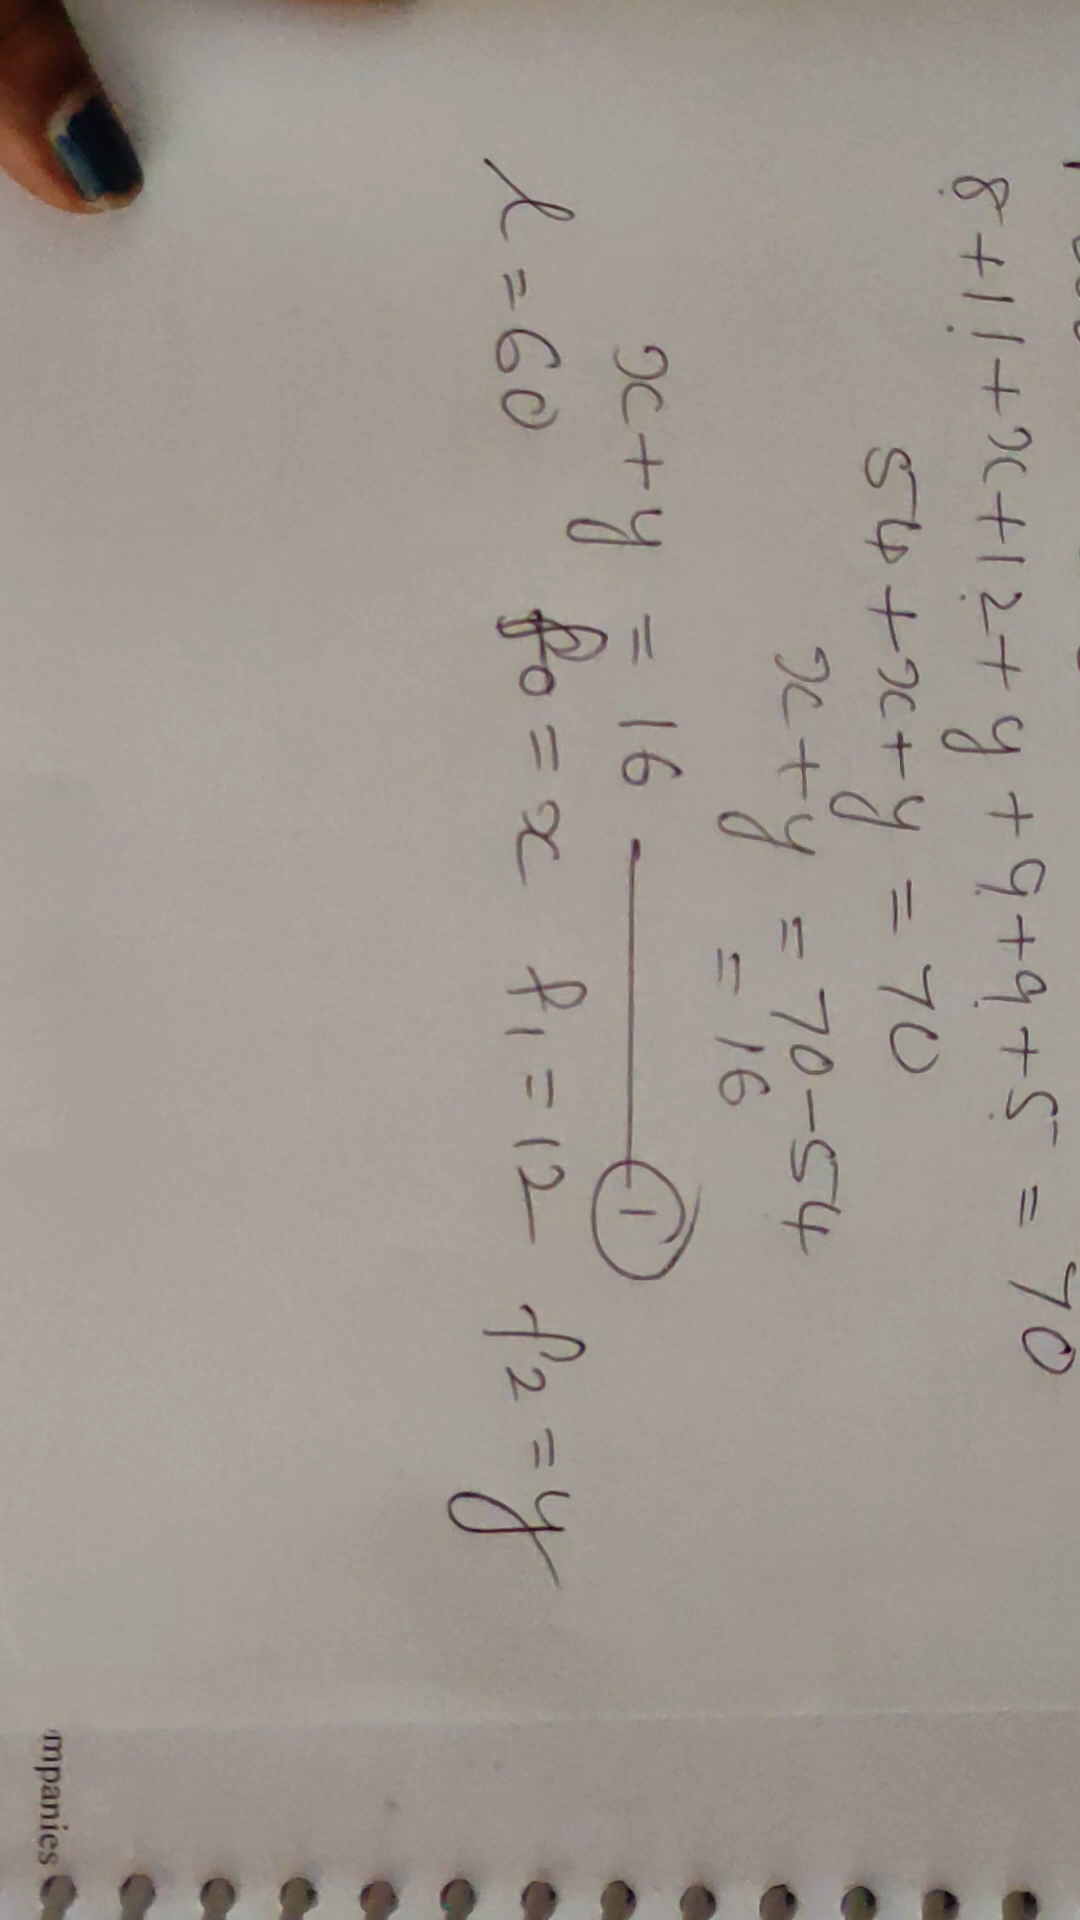 8+11+x+12+y+9+9+5 = 70
54+x+y = 70
x+y = 70-54
= 16
x+y = 16 — ①
l = 60 f0 = x f1 = 12 f2 = y
mpanies